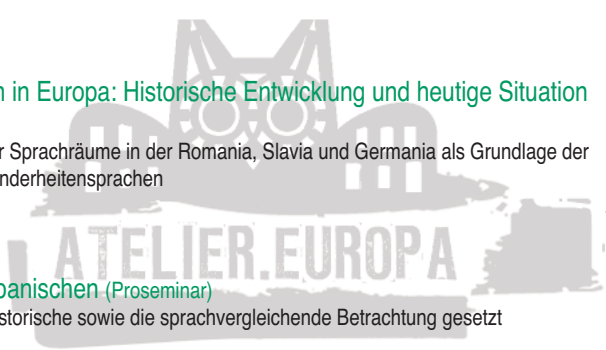 in Europa: Historische Entwicklung und heutige Situation
Sprachräume in der Romania, Slavia und Germania als Grundlage der
nderheitensprachen
ATELIER.EUROPA
panischen (Proseminar)
storische sowie die sprachvergleichende Betrachtung gesetzt